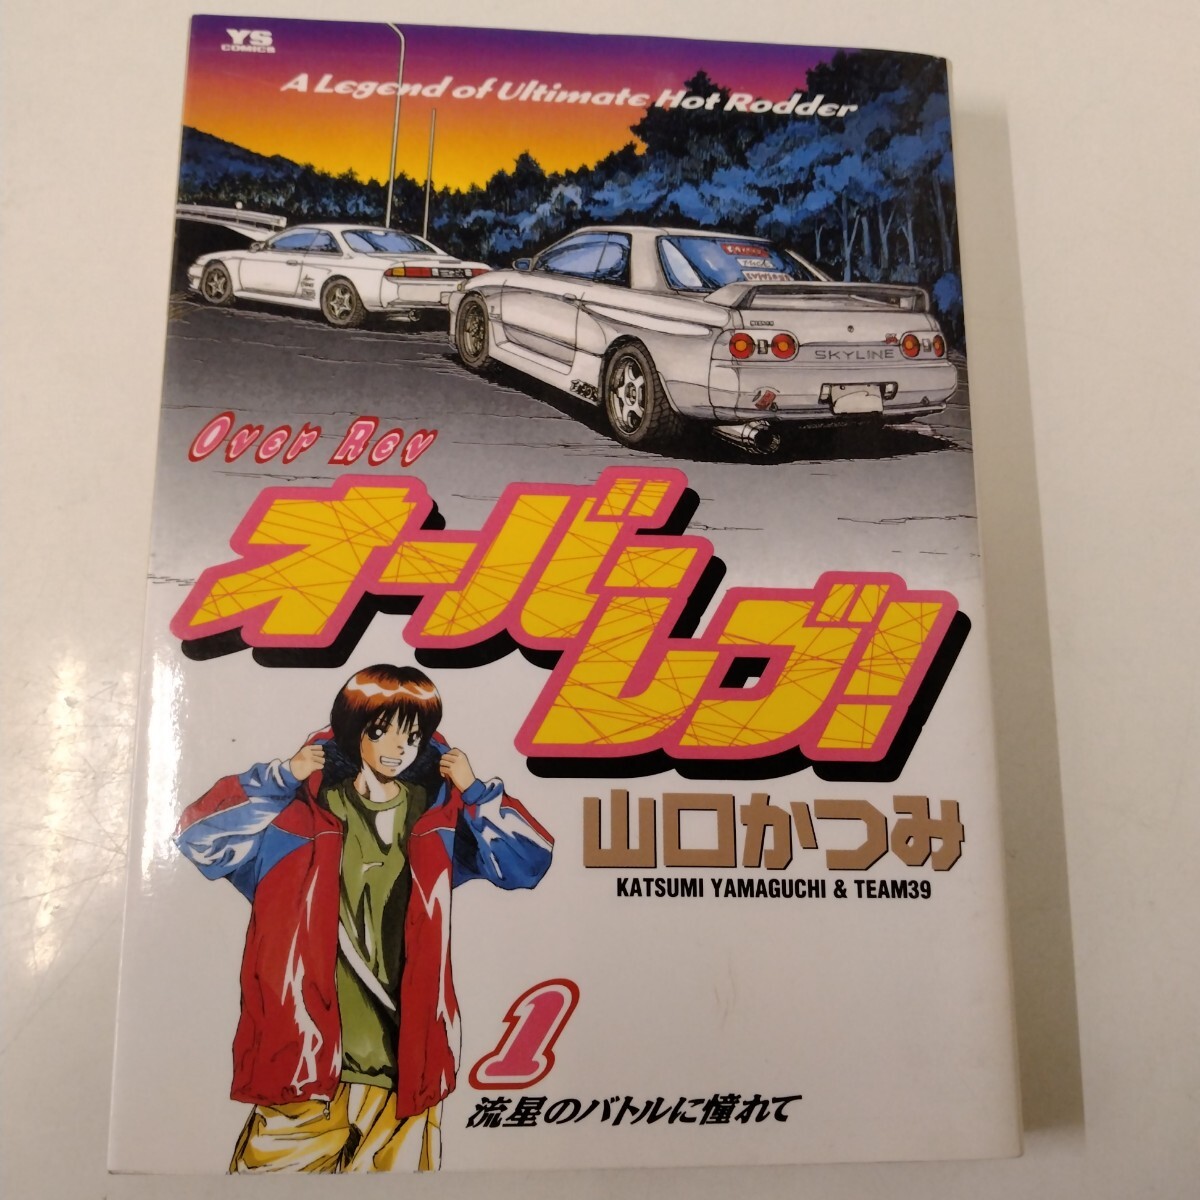 YS
COMICS
A Legend of Ultimate Hot Rodder
SKYLINE
Over Rev
オーバー
レブ!
山口かつみ
KATSUMI YAMAGUCHI & TEAM39
1
流星のバトルに憧れて